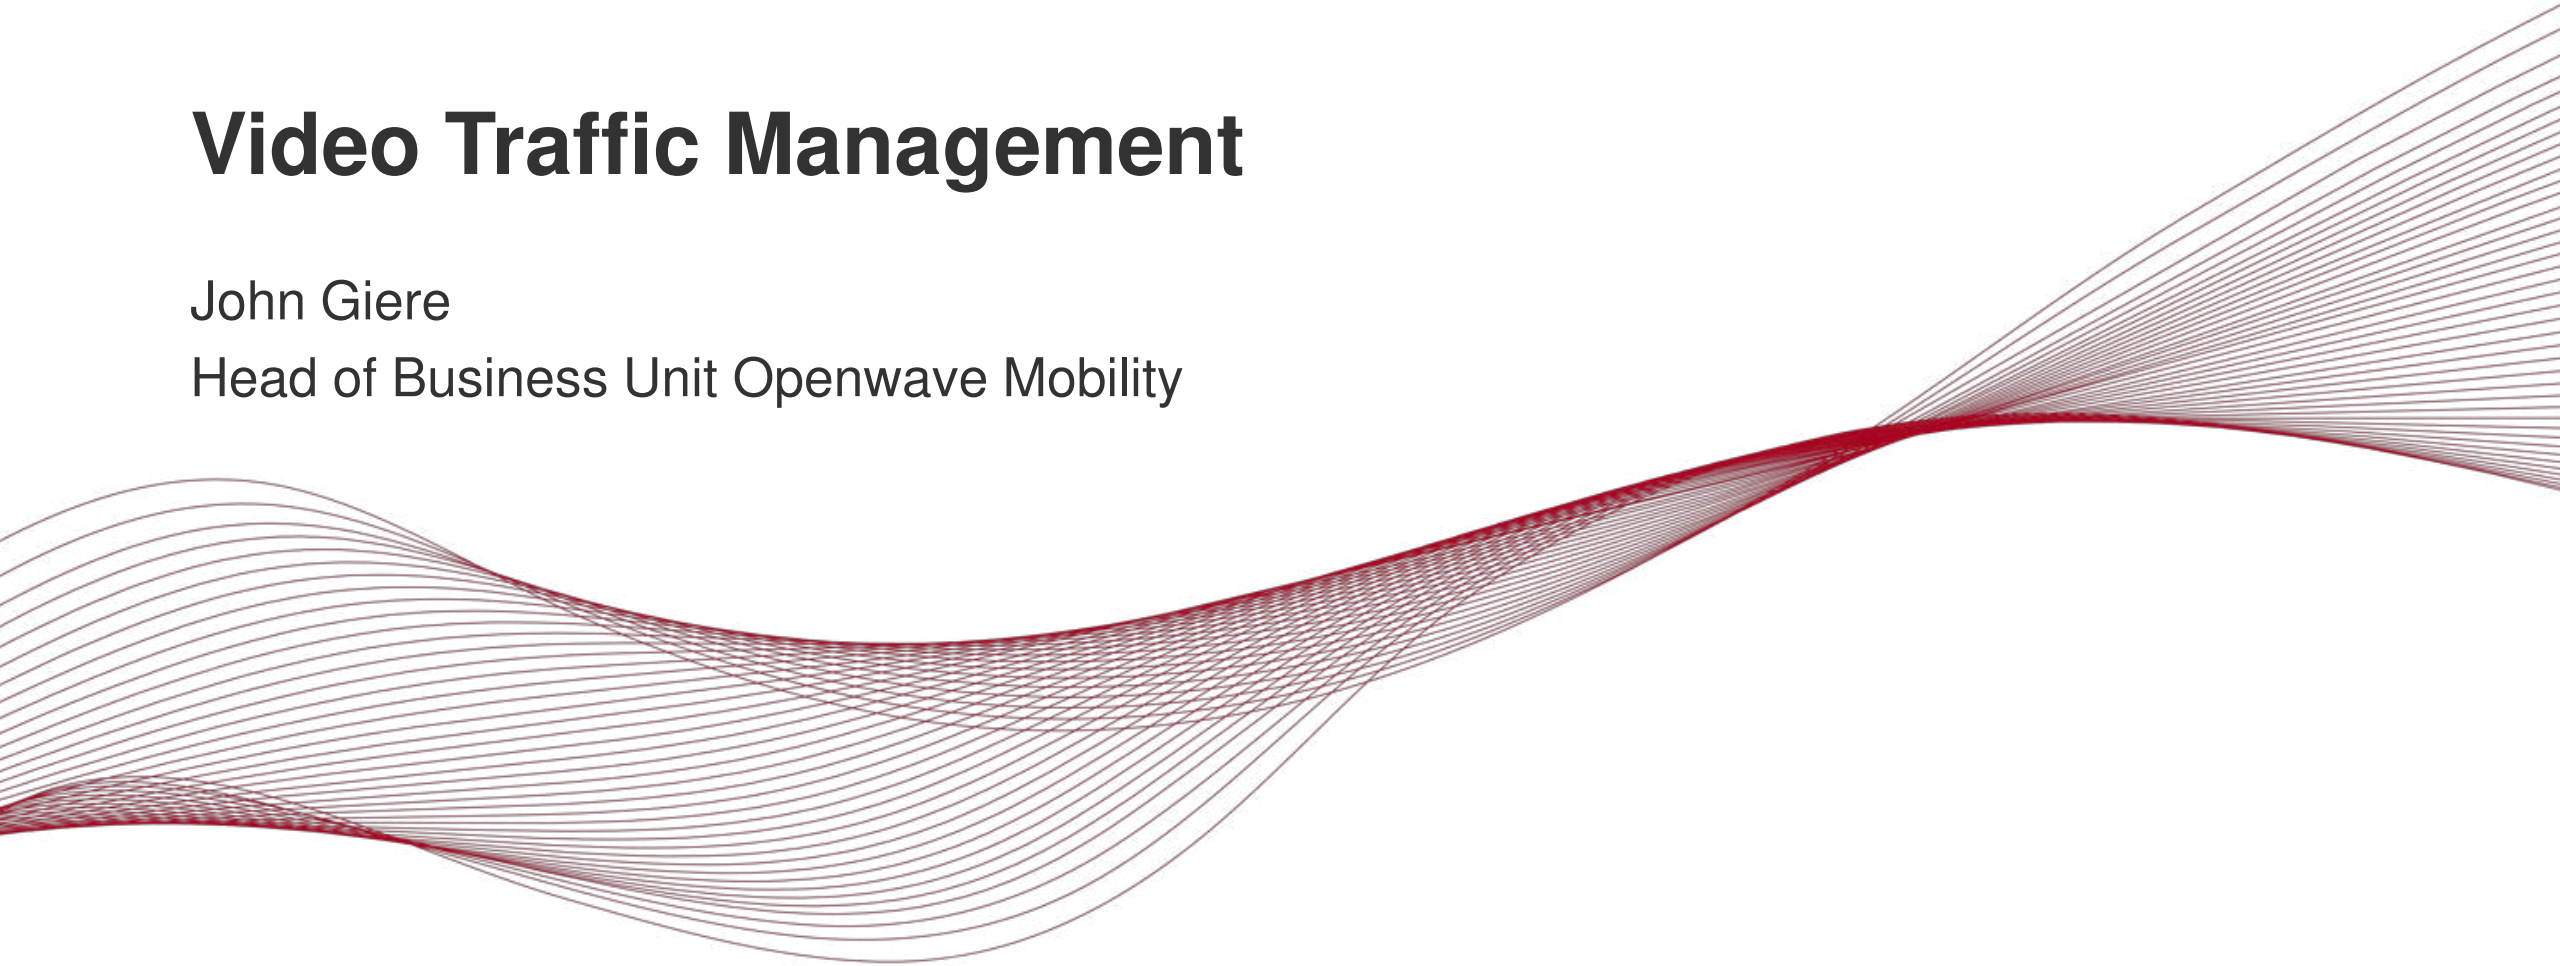 Video Traffic Management
John Giere
Head of Business Unit Openwave Mobility